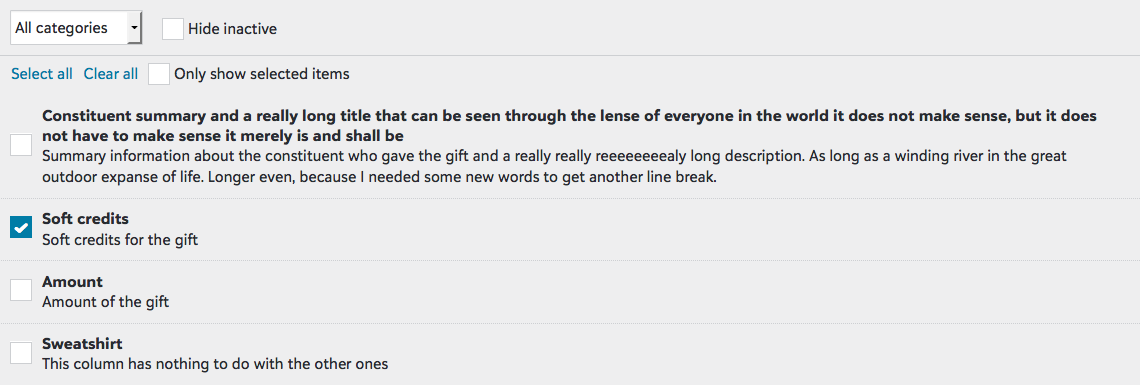 All categories Hide inactive
Select all Clear all Only show selected items
Constituent summary and a really long title that can be seen through the lense of everyone in the world it does not make sense, but it does
not have to make sense it merely is and shall be
Summary information about the constituent who gave the gift and a really really reeeeeeeealy long description. As long as a winding river in the great
outdoor expanse of life. Longer even, because I needed some new words to get another line break.
Soft credits
Soft credits for the gift
Amount
Amount of the gift
Sweatshirt
This column has nothing to do with the other ones